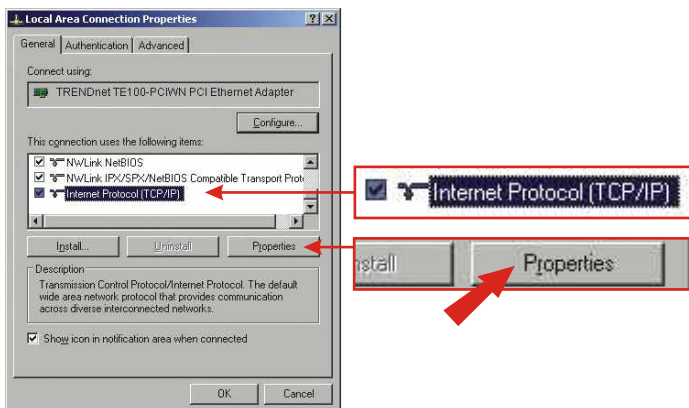 Local Area Connection Properties
General Authentication Advanced
Connect using:
TRENDnet TE100-PCIWN PCI Ethernet Adapter
Configure...
This connection uses the following items:
NWLink NetBIOS
NWLink IPX/SPX/NetBIOS Compatible Transport Prot
Internet Protocol (TCP/IP)
Install... Uninstall Properties
Description
Transmission Control Protocol/Internet Protocol. The default
wide area network protocol that provides communication
across diverse interconnected networks.
Show icon in notification area when connected
OK Cancel
Internet Protocol (TCP/IP)
nstall Properties